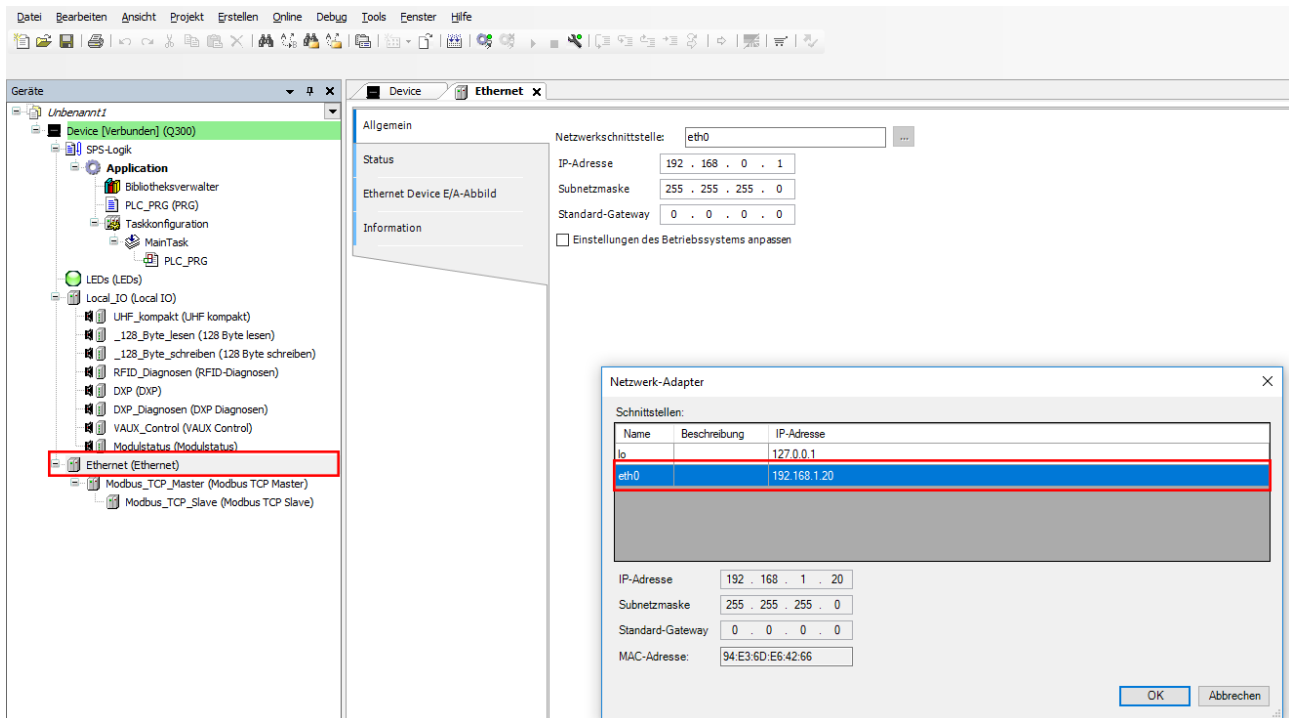 Datei Bearbeiten Ansicht Projekt Erstellen Online Debug Tools Fenster Hilfe
Geräte
Unbenannt1
Device [Verbunden] (Q300)
SPS-Logik
Application
Bibliotheksverwalter
PLC_PRG (PRG)
Taskkonfiguration
MainTask
PLC_PRG
LEDs (LEDs)
Local_IO (Local IO)
UHF_kompakt (UHF kompakt)
_128_Byte_lesen (128 Byte lesen)
_128_Byte_schreiben (128 Byte schreiben)
RFID_Diagnosen (RFID-Diagnosen)
DXP (DXP)
DXP_Diagnosen (DXP Diagnosen)
VAUX_Control (VAUX Control)
Modulstatus (Modulstatus)
Ethernet (Ethernet)
Modbus_TCP_Master (Modbus TCP Master)
Modbus_TCP_Slave (Modbus TCP Slave)
Device Ethernet
Allgemein
Status
Ethernet Device E/A-Abbild
Information
Netzwerkschnittstelle: eth0 ...
IP-Adresse 192 . 168 . 0 . 1
Subnetzmaske 255 . 255 . 255 . 0
Standard-Gateway 0 . 0 . 0 . 0
Einstellungen des Betriebssystems anpassen
Netzwerk-Adapter
Schnittstellen:
Name Beschreibung IP-Adresse
lo 127.0.0.1
eth0 192.168.1.20
IP-Adresse 192 . 168 . 1 . 20
Subnetzmaske 255 . 255 . 255 . 0
Standard-Gateway 0 . 0 . 0 . 0
MAC-Adresse: 94:E3:6D:E6:42:66
OK Abbrechen